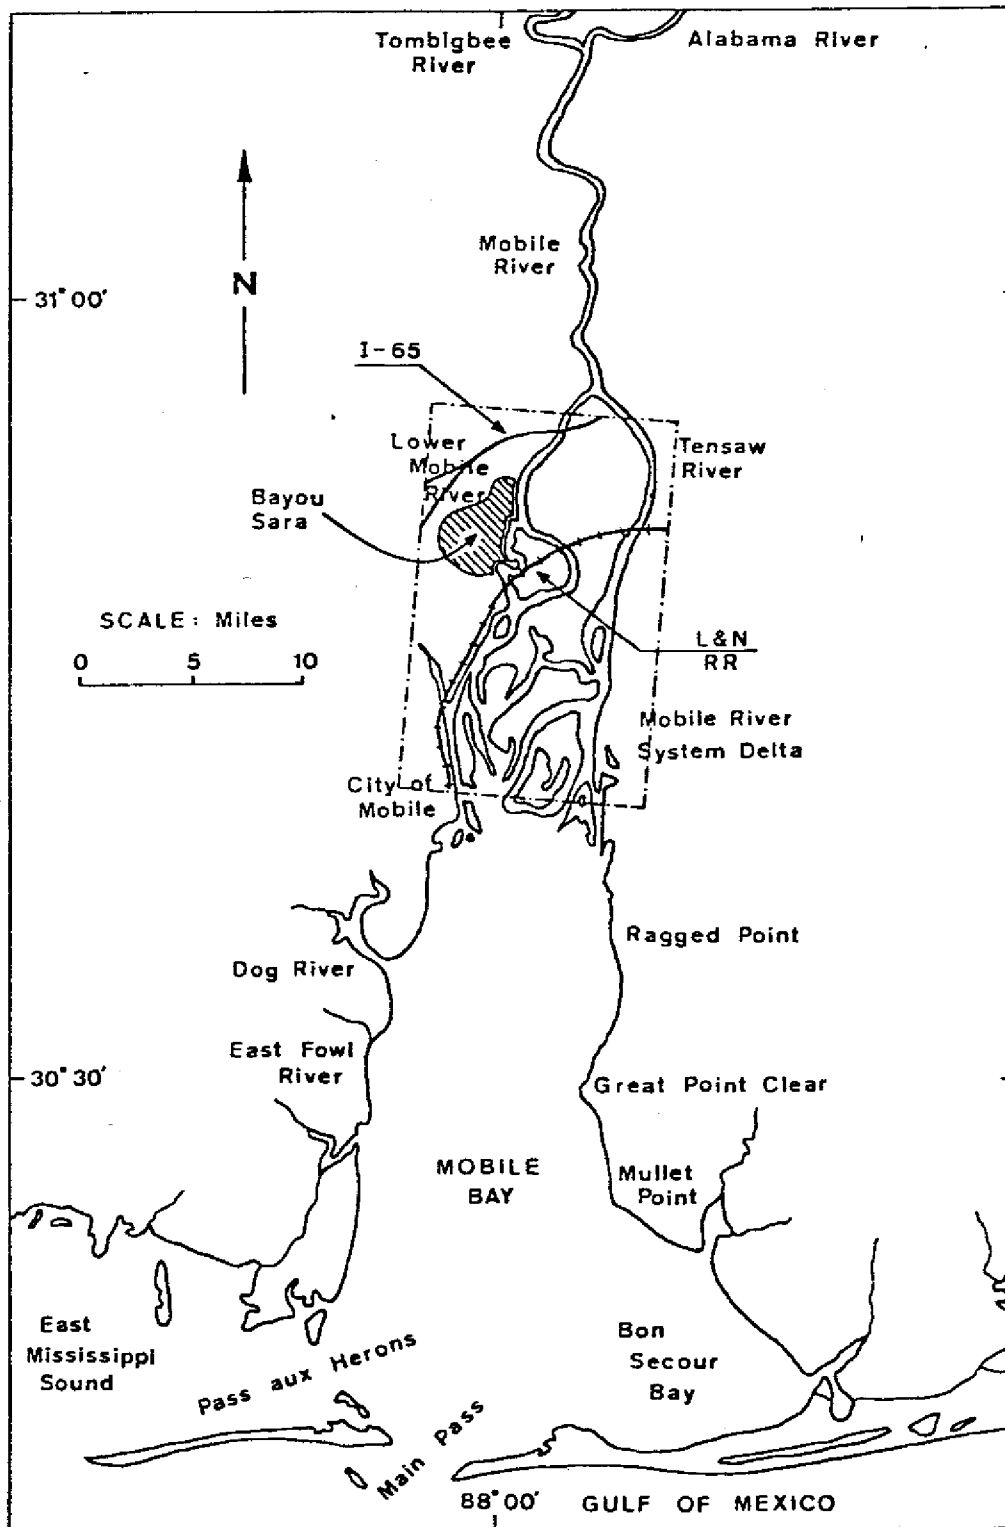 Tombigbee
River
Alabama River
Mobile
River
N
31°00'
I-65
Lower
Mobile
River
Tensaw
River
Bayou
Sara
SCALE: Miles
0 5 10
L&N
RR
Mobile River
System Delta
City of
Mobile
Ragged Point
Dog River
East Fowl
River
30°30'
Great Point Clear
MOBILE
BAY
Mullet
Point
East
Mississippi
Sound
Pass aux Herons
Bon
Secour
Bay
Main Pass
88°00'
GULF OF MEXICO